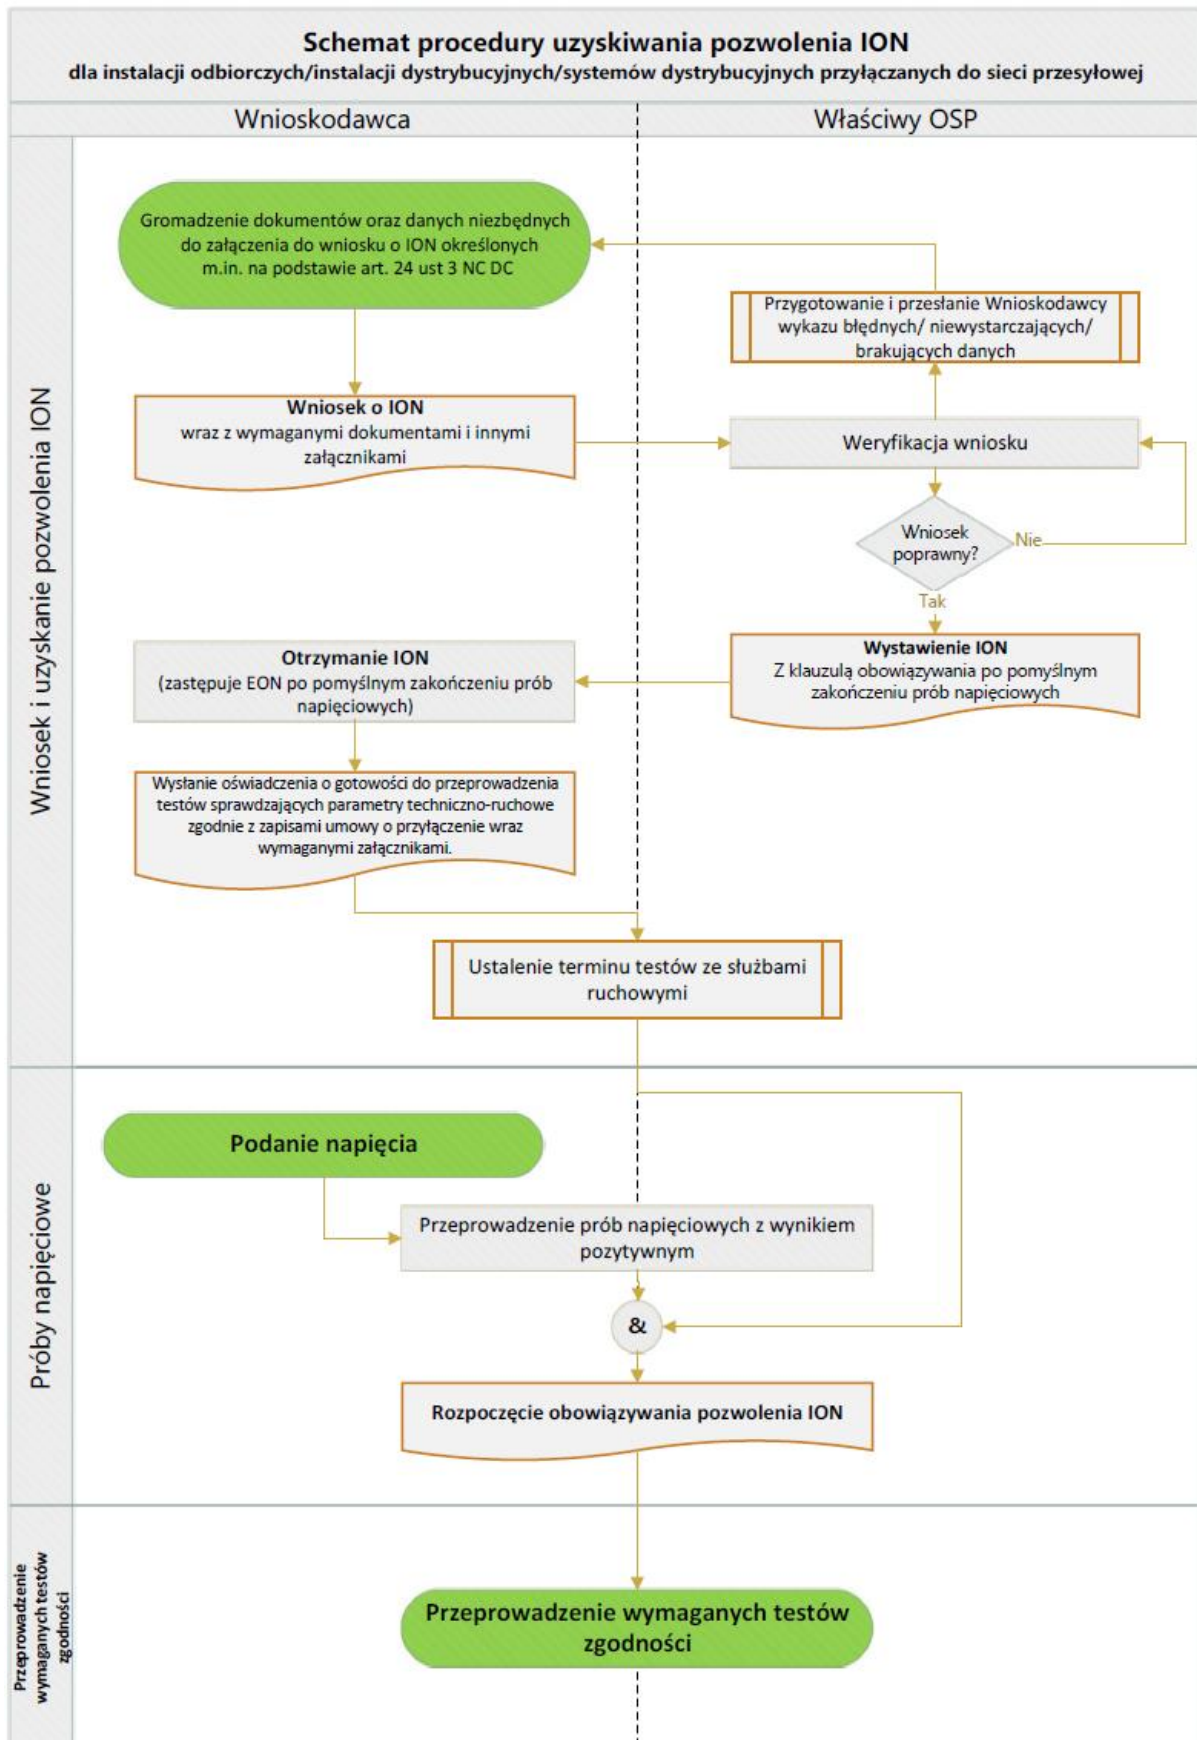 Schemat procedury uzyskiwania pozwolenia ION
dla instalacji odbiorczych/instalacji dystrybucyjnych/systemów dystrybucyjnych przyłączanych do sieci przesyłowej
Wnioskodawca
Właściwy OSP
Wniosek i uzyskanie pozwolenia ION
Gromadzenie dokumentów oraz danych niezbędnych
do załączenia do wniosku o ION określonych
m.in. na podstawie art. 24 ust 3 NC DC
Przygotowanie i przesłanie Wnioskodawcy
wykazu błędnych/ niewystarczających/
brakujących danych
Wniosek o ION
wraz z wymaganymi dokumentami i innymi
załącznikami
Weryfikacja wniosku
Wniosek
poprawny?
Nie
Tak
Wystawienie ION
Z klauzulą obowiązywania po pomyślnym
zakończeniu prób napięciowych
Otrzymanie ION
(zastępuje EON po pomyślnym zakończeniu prób
napięciowych)
Wysłanie oświadczenia o gotowości do przeprowadzenia
testów sprawdzających parametry techniczno-ruchowe
zgodnie z zapisami umowy o przyłączenie wraz
wymaganymi załącznikami.
Ustalenie terminu testów ze służbami
ruchowymi
Próby napięciowe
Podanie napięcia
Przeprowadzenie prób napięciowych z wynikiem
pozytywnym
&
Rozpoczęcie obowiązywania pozwolenia ION
Przeprowadzenie
wymaganych testów
zgodności
Przeprowadzenie wymaganych testów
zgodności